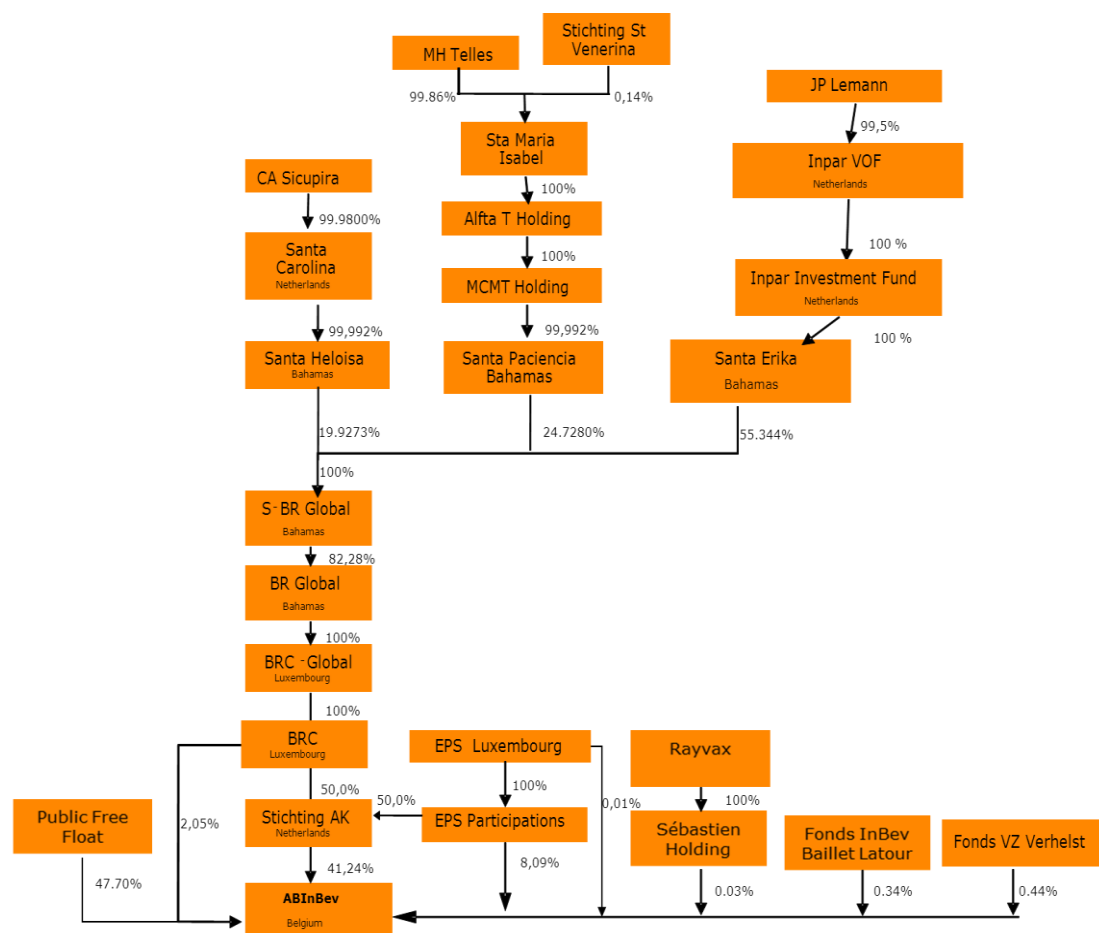 Stichting St
Venerina
MH Telles
JP Lemann
99.86%
0,14%
99,5%
Sta Maria
Isabel
Inpar VOF
Netherlands
CA Sicupira
100%
99.9800%
Alfta T Holding
Santa
Carolina
Netherlands
100%
100 %
MCMT Holding
Inpar Investment Fund
Netherlands
99,992%
99,992%
100 %
Santa Heloisa
Bahamas
Santa Paciencia
Bahamas
Santa Erika
Bahamas
19.9273%
24.7280%
55.344%
100%
S-BR Global
Bahamas
82,28%
BR Global
Bahamas
100%
BRC -Global
Luxembourg
100%
BRC
Luxembourg
EPS Luxembourg
Rayvax
50,0%
50,0%
100%
0,01%
100%
Public Free
Float
2,05%
Stichting AK
Netherlands
EPS Participations
Sébastien
Holding
Fonds InBev
Baillet Latour
Fonds VZ Verhelst
47.70%
41,24%
8,09%
0.03%
0.34%
0.44%
ABInBev
Belgium